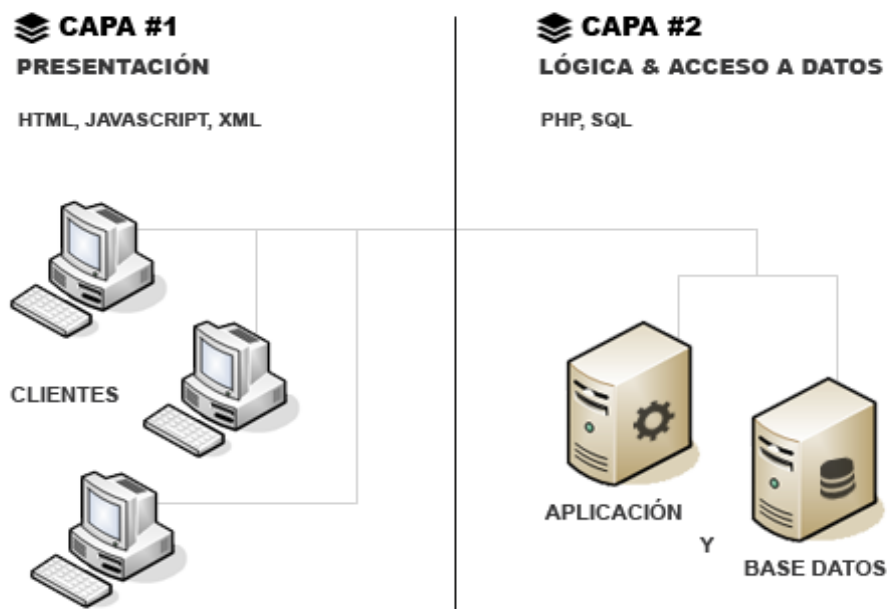 CAPA #1
PRESENTACIÓN
HTML, JAVASCRIPT, XML
CLIENTES
CAPA #2
LÓGICA & ACCESO A DATOS
PHP, SQL
APLICACIÓN
Y
BASE DATOS